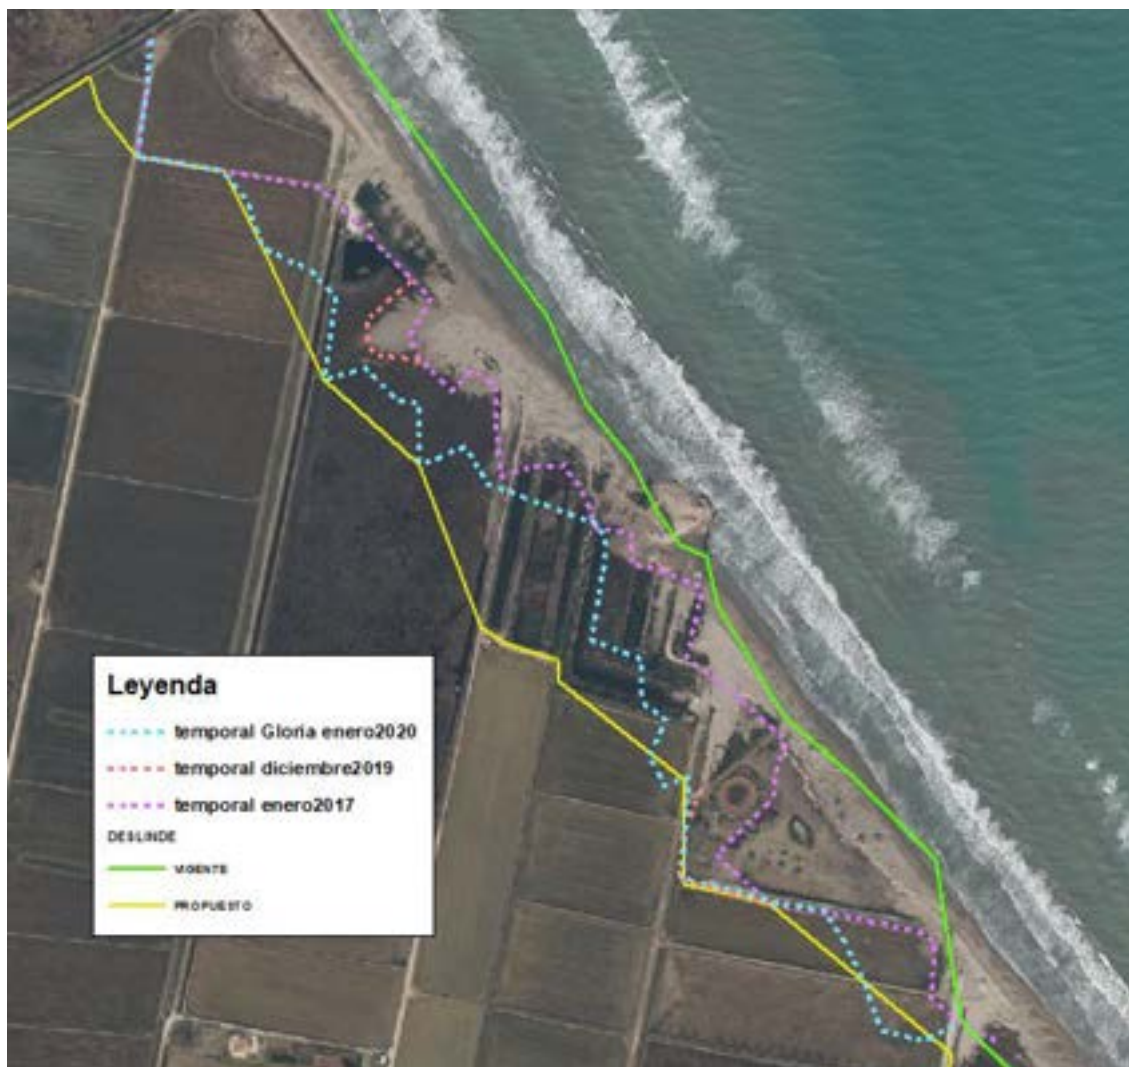 Leyenda
temporal Gloria enero2020
temporal diciembre2019
temporal enero2017
DESLINDE
VIGENTE
PROPUESTO